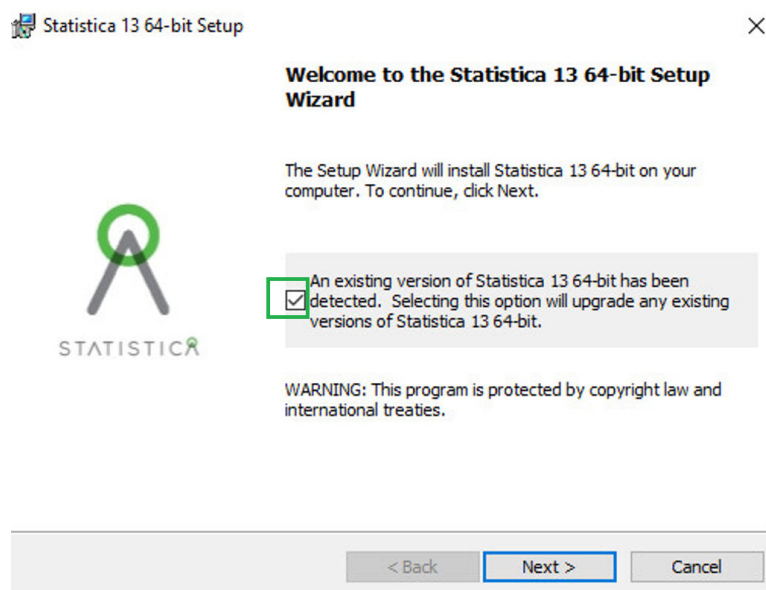 Statistica 13 64-bit Setup
Welcome to the Statistica 13 64-bit Setup
Wizard
The Setup Wizard will install Statistica 13 64-bit on your
computer. To continue, click Next.
An existing version of Statistica 13 64-bit has been
detected.  Selecting this option will upgrade any existing
versions of Statistica 13 64-bit.
STATISTICA
WARNING: This program is protected by copyright law and
international treaties.
< Back
Next >
Cancel